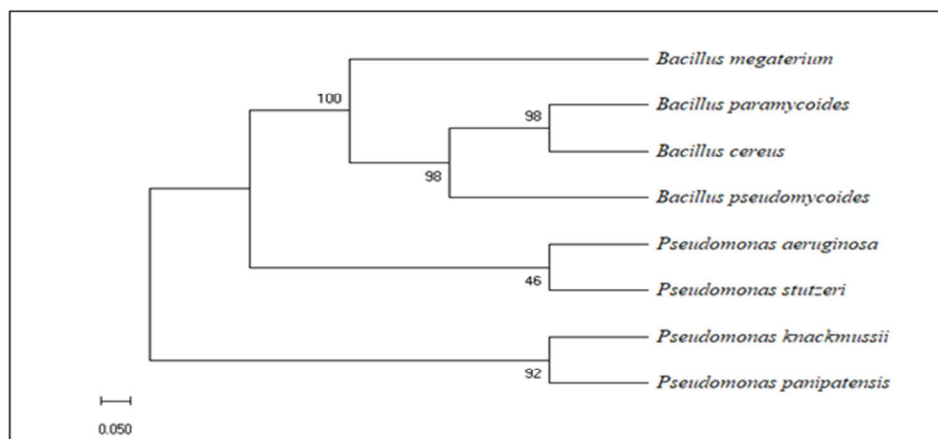 Bacillus megaterium
100
Bacillus paramycoides
98
Bacillus cereus
98
Bacillus pseudomycoides
Pseudomonas aeruginosa
46
Pseudomonas stutzeri
Pseudomonas knackmussii
92
Pseudomonas panipatensis
0.050